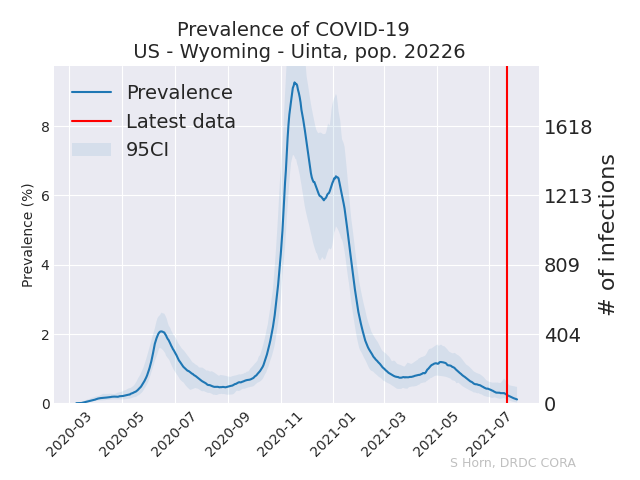 Prevalence of COVID-19
US - Wyoming - Uinta, pop. 20226
Prevalence
Latest data
95CI
Prevalence (%)
8
6
4
2
0
1618
1213
809
404
0
# of infections
2020-03
2020-05
2020-07
2020-09
2020-11
2021-01
2021-03
2021-05
2021-07
S Horn, DRDC CORA